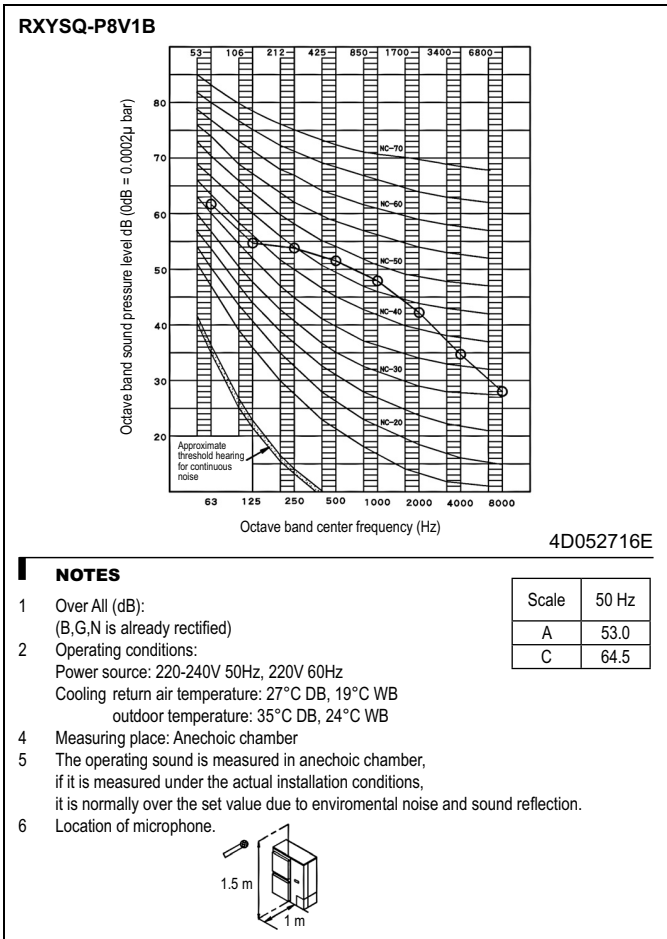 RXYSQ-P8V1B
53 106 212 425 850 1700 3400 6800
Octave band sound pressure level dB (0dB = 0.0002μ bar)
80
70
60
50
40
30
20
NC-70
NC-60
NC-50
NC-40
NC-30
NC-20
Approximate
threshold hearing
for continuous
noise
63 125 250 500 1000 2000 4000 8000
Octave band center frequency (Hz)
4D052716E
NOTES
1 Over All (dB):
(B,G,N is already rectified)
2 Operating conditions:
Power source: 220-240V 50Hz, 220V 60Hz
Cooling return air temperature: 27°C DB, 19°C WB
outdoor temperature: 35°C DB, 24°C WB
4 Measuring place: Anechoic chamber
5 The operating sound is measured in anechoic chamber,
if it is measured under the actual installation conditions,
it is normally over the set value due to enviromental noise and sound reflection.
6 Location of microphone.
Scale 50 Hz
A 53.0
C 64.5
1.5 m
1 m